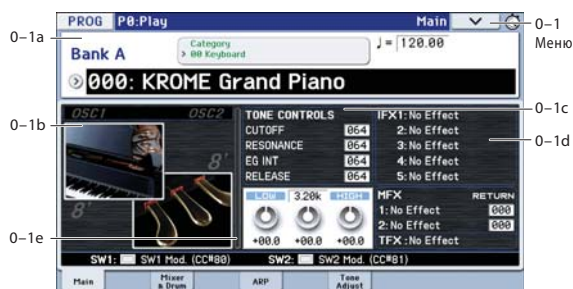 PROG P0:Play Main
0–1
Меню
0–1a
Bank A
Category
00 Keyboard
♩= 120.00
000: KROME Grand Piano
0–1b
OSC1 OSC2
8'
8'
TONE CONTROLS
CUTOFF 064
RESONANCE 064
EG INT 064
RELEASE 064
0–1c
IFX1: No Effect
2: No Effect
3: No Effect
4: No Effect
5: No Effect
0–1d
0–1e
LOW 3.20k HIGH
+00.0 +00.0 +00.0
MFX RETURN
1: No Effect 000
2: No Effect 000
TFX : No Effect
SW1: SW1 Mod. (CC#80) SW2: SW2 Mod. (CC#81)
Main
Mixer
& Drum
ARP
Tone
Adjust